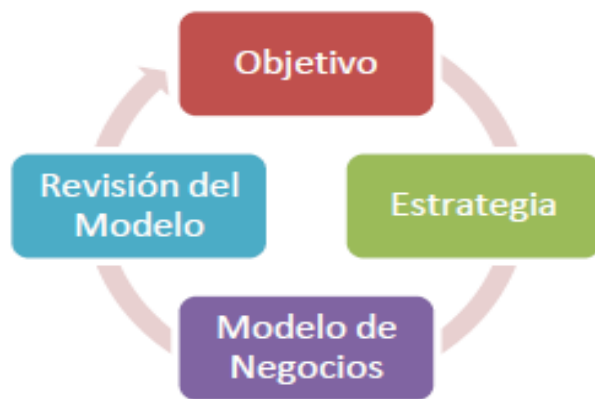 Objetivo
Estrategia
Modelo de
Negocios
Revisión del
Modelo